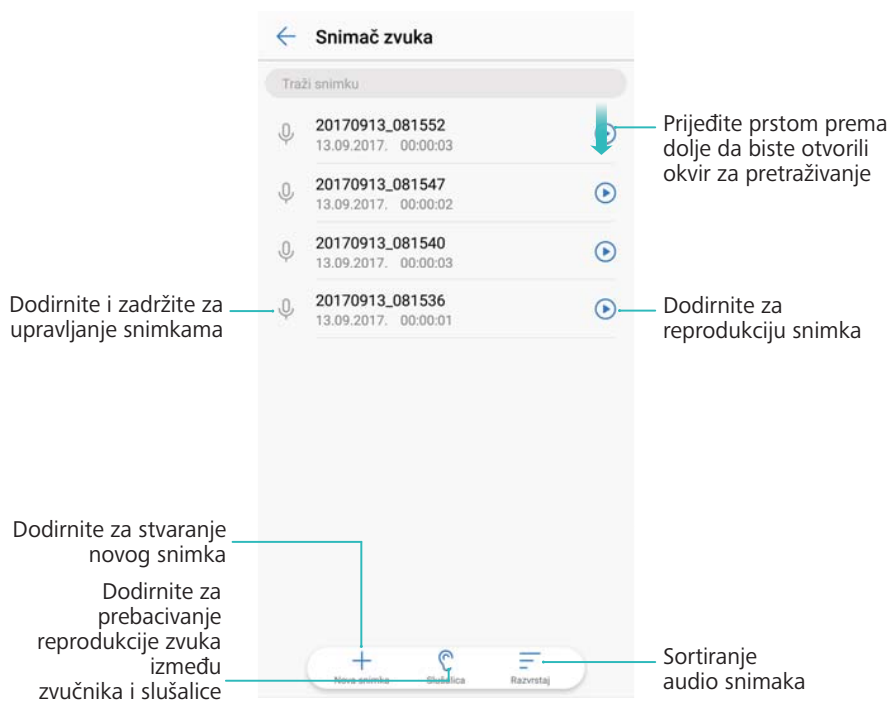 Snimač zvuka
Traži snimku
20170913_081552
13.09.2017. 00:00:03
Prijeđite prstom prema
dolje da biste otvorili
okvir za pretraživanje
20170913_081547
13.09.2017. 00:00:02
20170913_081540
13.09.2017. 00:00:03
Dodirnite i zadržite za
upravljanje snimkama
20170913_081536
13.09.2017. 00:00:01
Dodirnite za
reprodukciju snimka
Dodirnite za stvaranje
novog snimka
Dodirnite za
prebacivanje
reprodukcije zvuka
između
zvučnika i slušalice
Nova snimka
Slušalica
Razvrstaj
Sortiranje
audio snimaka